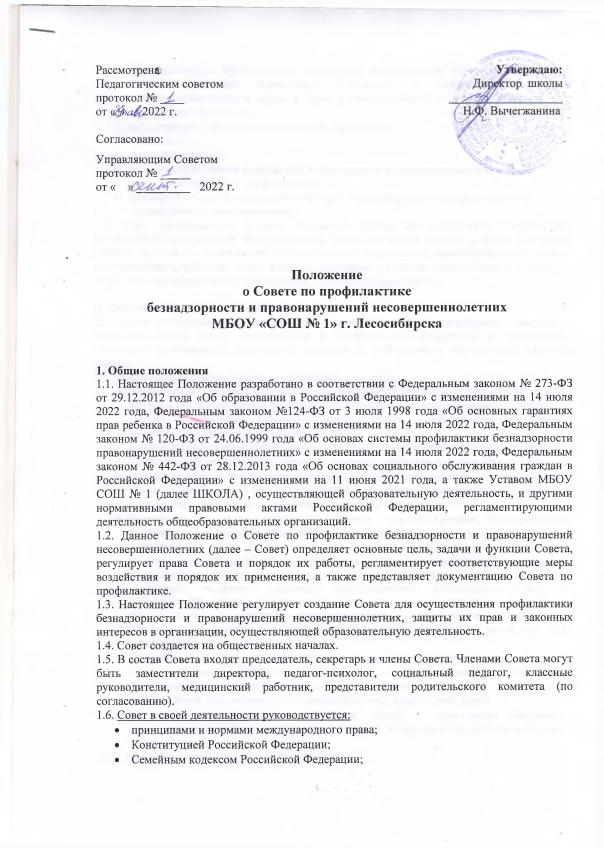 Рассмотрена
Педагогическим советом
протокол № 1
от « 2022 г.
Согласовано:
Управляющим Советом
протокол № 1
от « » сент. 2022 г.
Утверждаю:
Директор школы
Н.Ф. Вычегжанина
Положение
о Совете по профилактике
безнадзорности и правонарушений несовершеннолетних
МБОУ «СОШ № 1» г. Лесосибирска
1. Общие положения
1.1. Настоящее Положение разработано в соответствии с Федеральным законом № 273-ФЗ
от 29.12.2012 года «Об образовании в Российской Федерации» с изменениями на 14 июля
2022 года, Федеральным законом №124-ФЗ от 3 июля 1998 года «Об основных гарантиях
прав ребенка в Российской Федерации» с изменениями на 14 июля 2022 года, Федеральным
законом № 120-ФЗ от 24.06.1999 года «Об основах системы профилактики безнадзорности
правонарушений несовершеннолетних» с изменениями на 14 июля 2022 года, Федеральным
законом № 442-ФЗ от 28.12.2013 года «Об основах социального обслуживания граждан в
Российской Федерации» с изменениями на 11 июня 2021 года, а также Уставом МБОУ
СОШ № 1 (далее ШКОЛА) , осуществляющей образовательную деятельность, и другими
нормативными правовыми актами Российской Федерации, регламентирующими
деятельность общеобразовательных организаций.
1.2. Данное Положение о Совете по профилактике безнадзорности и правонарушений
несовершеннолетних (далее – Совет) определяет основные цель, задачи и функции Совета,
регулирует права Совета и порядок их работы, регламентирует соответствующие меры
воздействия и порядок их применения, а также представляет документацию Совета по
профилактике.
1.3. Настоящее Положение регулирует создание Совета для осуществления профилактики
безнадзорности и правонарушений несовершеннолетних, защиты их прав и законных
интересов в организации, осуществляющей образовательную деятельность.
1.4. Совет создается на общественных началах.
1.5. В состав Совета входят председатель, секретарь и члены Совета. Членами Совета могут
быть заместители директора, педагог-психолог, социальный педагог, классные
руководители, медицинский работник, представители родительского комитета (по
согласованию).
1.6. Совет в своей деятельности руководствуется:
• принципами и нормами международного права;
• Конституцией Российской Федерации;
• Семейным кодексом Российской Федерации;